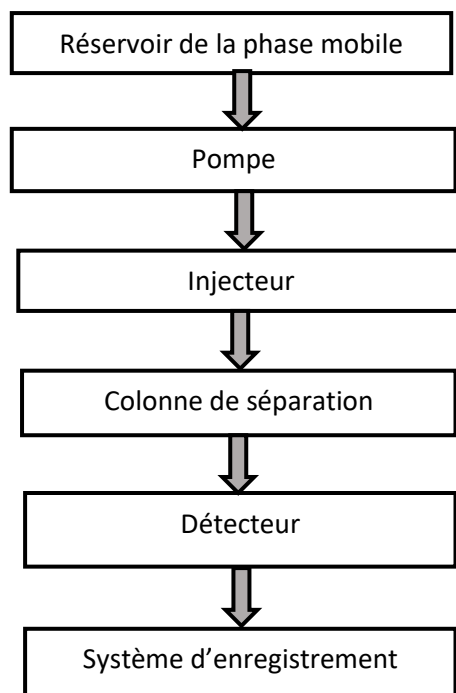 Réservoir de la phase mobile
Pompe
Injecteur
Colonne de séparation
Détecteur
Système d’enregistrement